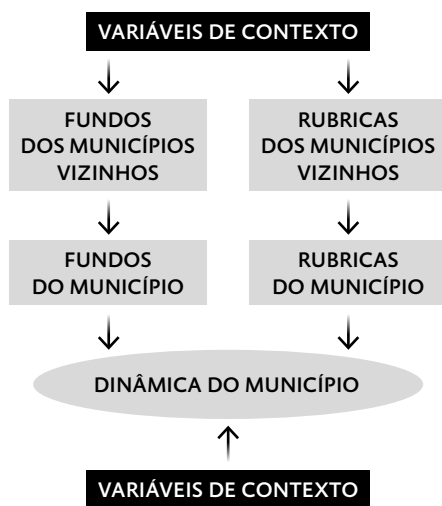 VARIÁVEIS DE CONTEXTO
FUNDOS
DOS MUNICÍPIOS
VIZINHOS
RUBRICAS
DOS MUNICÍPIOS
VIZINHOS
FUNDOS
DO MUNICÍPIO
RUBRICAS
DO MUNICÍPIO
DINÂMICA DO MUNICÍPIO
VARIÁVEIS DE CONTEXTO